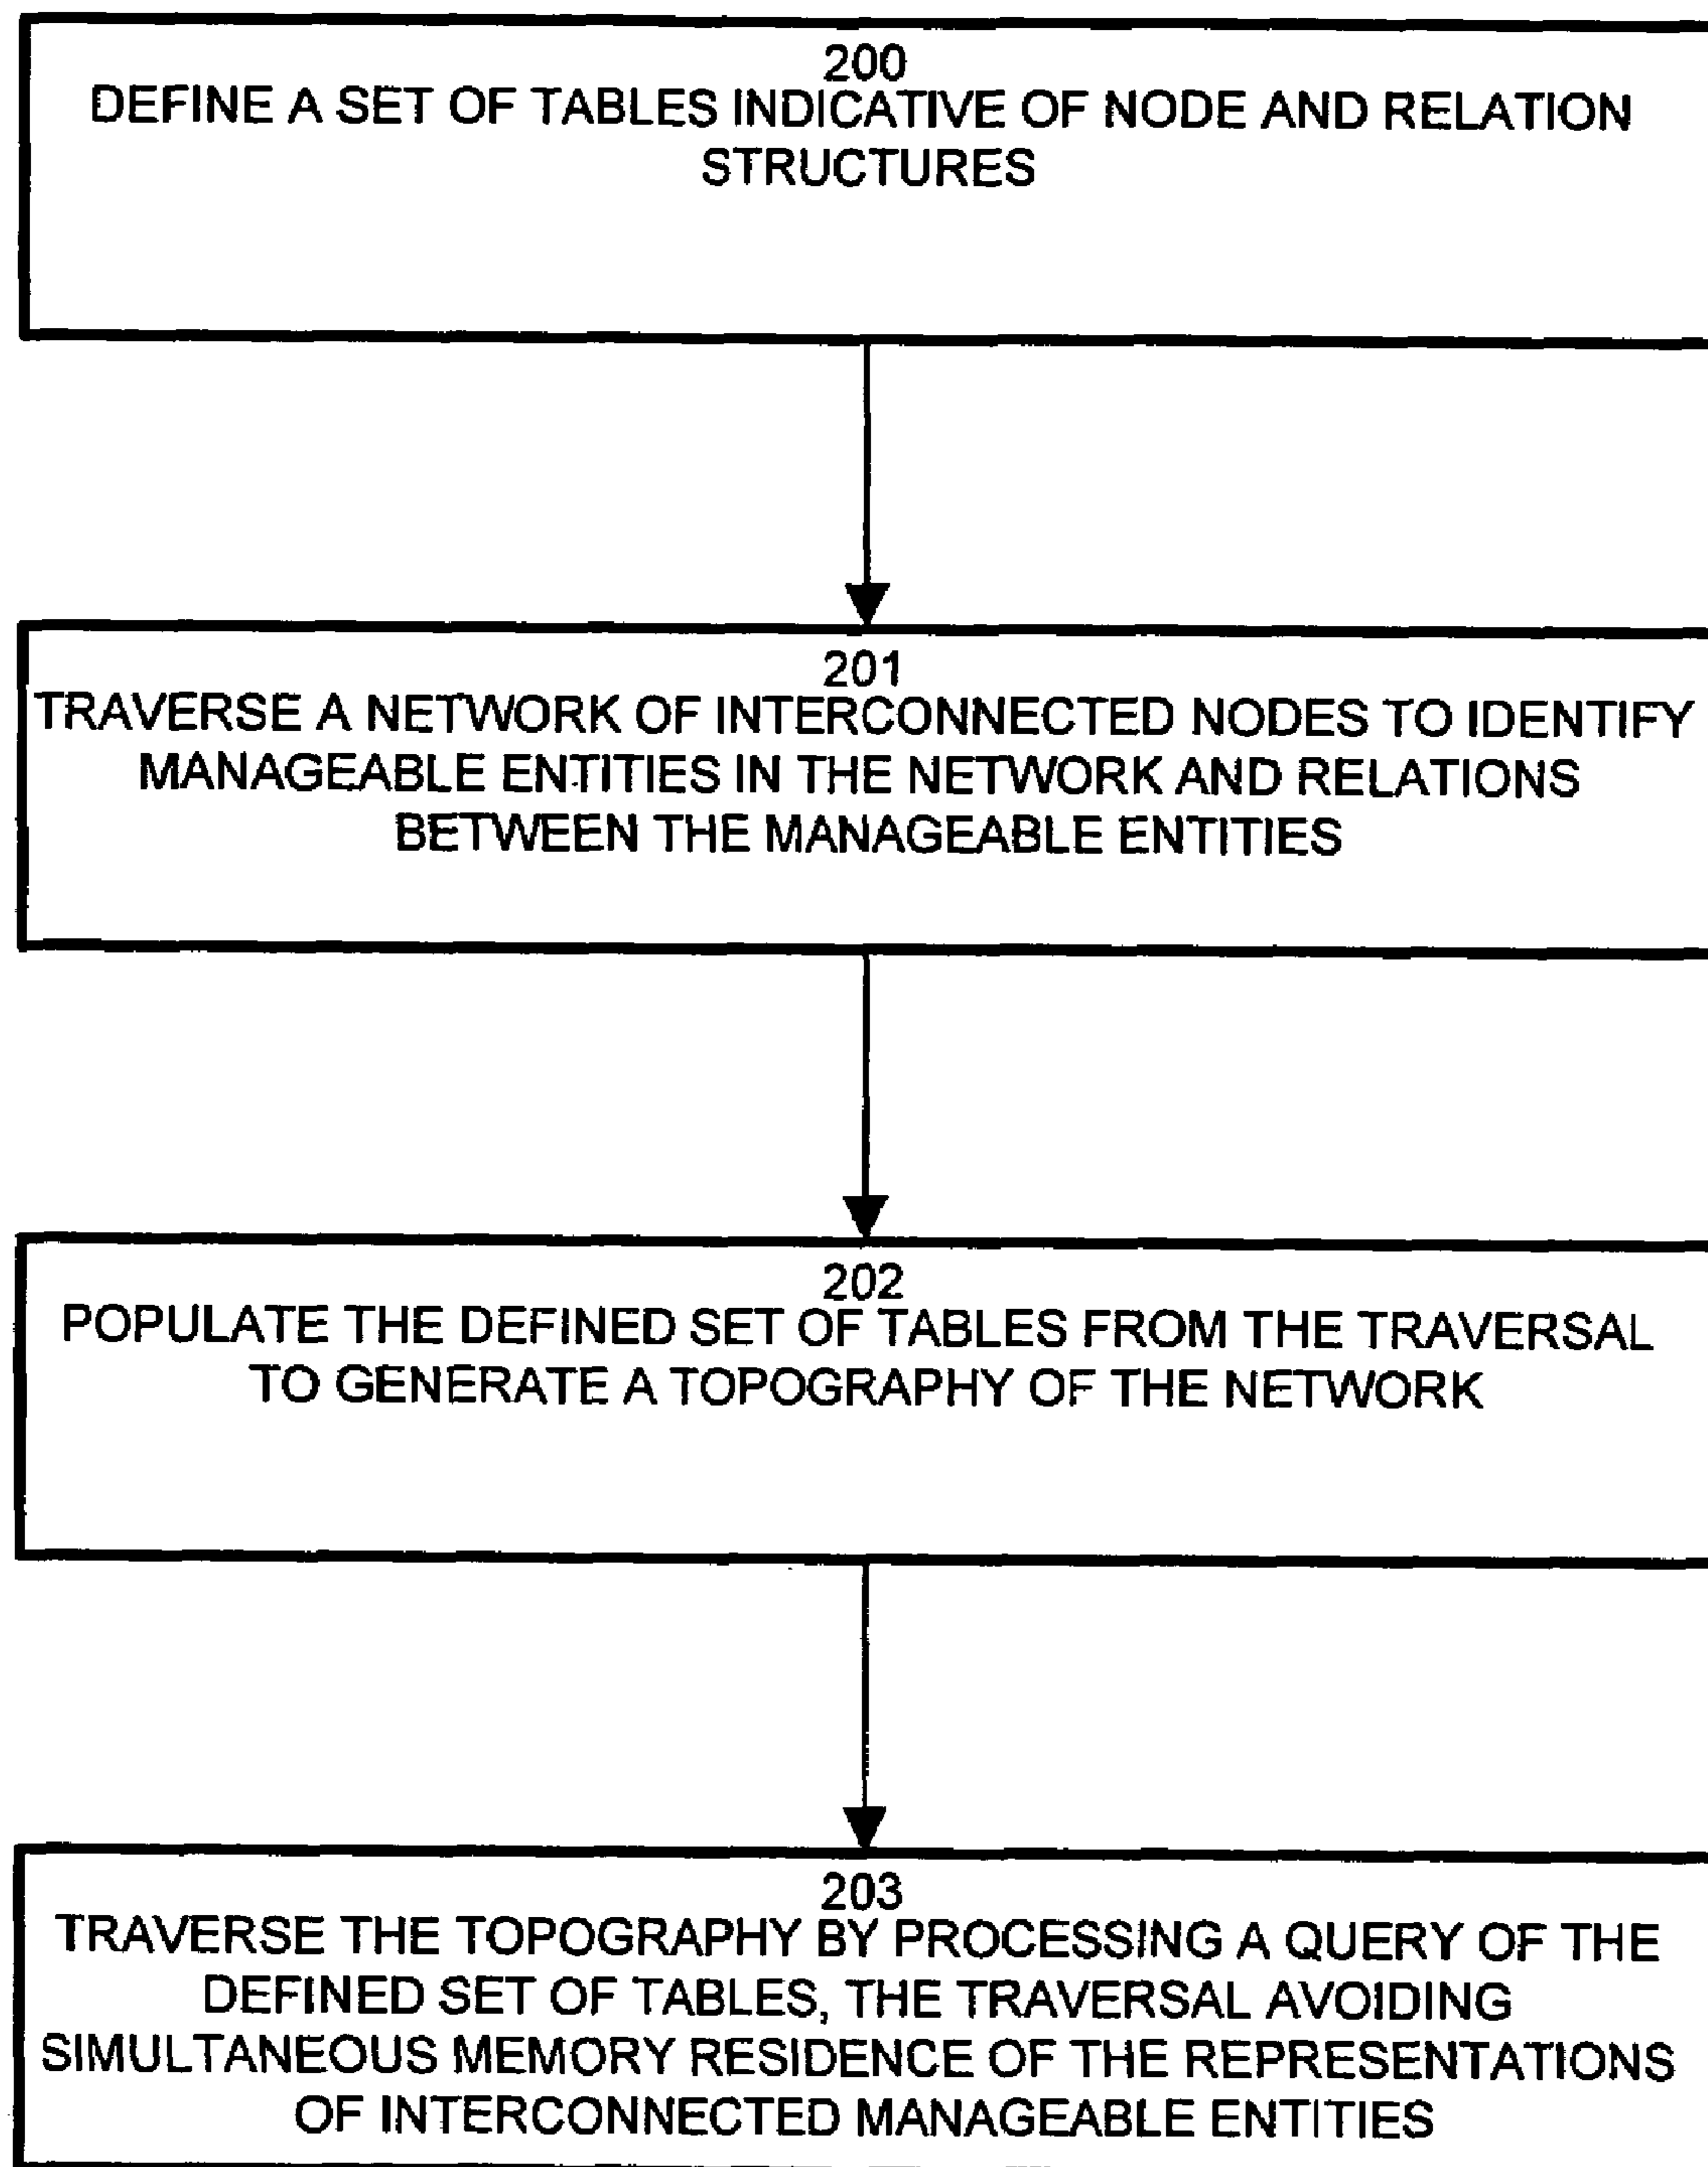 200
DEFINE A SET OF TABLES INDICATIVE OF NODE AND RELATION
STRUCTURES
201
TRAVERSE A NETWORK OF INTERCONNECTED NODES TO IDENTIFY
MANAGEABLE ENTITIES IN THE NETWORK AND RELATIONS
BETWEEN THE MANAGEABLE ENTITIES
202
POPULATE THE DEFINED SET OF TABLES FROM THE TRAVERSAL
TO GENERATE A TOPOGRAPHY OF THE NETWORK
203
TRAVERSE THE TOPOGRAPHY BY PROCESSING A QUERY OF THE
DEFINED SET OF TABLES, THE TRAVERSAL AVOIDING
SIMULTANEOUS MEMORY RESIDENCE OF THE REPRESENTATIONS
OF INTERCONNECTED MANAGEABLE ENTITIES